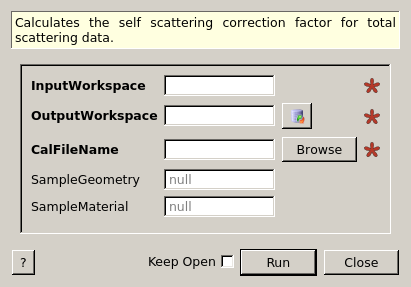 Calculates the self scattering correction factor for total
scattering data.
InputWorkspace
OutputWorkspace
CalFileName
Browse
SampleGeometry null
SampleMaterial null
? Keep Open Run Close